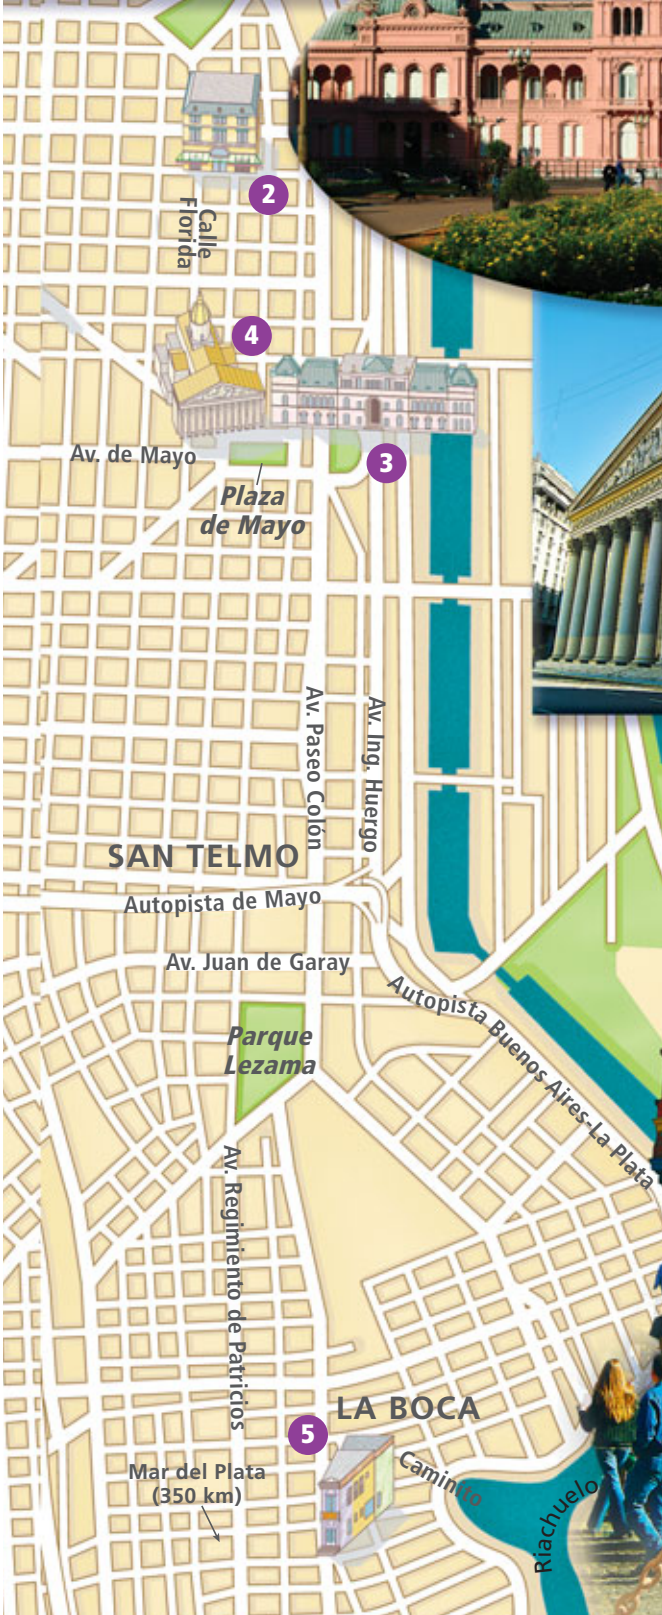 2
Calle
Florida
4
Av. de Mayo
3
Plaza
de Mayo
Av. Paseo Colón
Av. Ing. Huergo
SAN TELMO
Autopista de Mayo
Av. Juan de Garay
Autopista Buenos Aires-La Plata
Parque
Lezama
Av. Regimiento de Patricios
LA BOCA
5
Caminito
Mar del Plata
(350 km)
Riachuelo